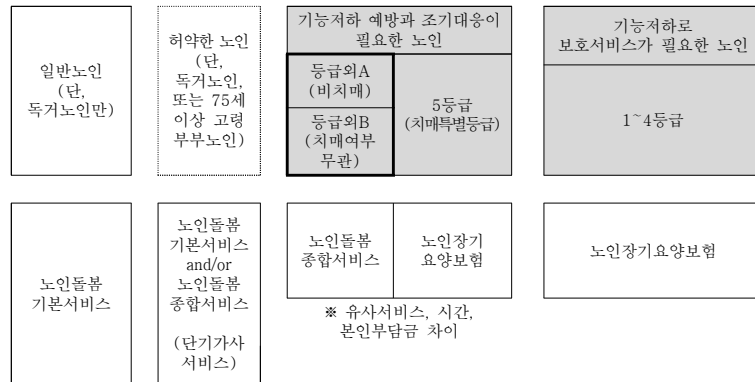 일반노인
(단,
독거노인만)
허약한 노인
(단,
독거노인,
또는 75세
이상 고령
부부노인)
기능저하 예방과 조기대응이
필요한 노인
등급외A
(비치매)
등급외B
(치매여부
무관)
5등급
(치매특별등급)
기능저하로
보호서비스가 필요한 노인
1~4등급
노인돌봄
기본서비스
노인돌봄
기본서비스
and/or
노인돌봄
종합서비스
(단기가사
서비스)
노인돌봄
종합서비스
노인장기
요양보험
※ 유사서비스, 시간,
본인부담금 차이
노인장기요양보험